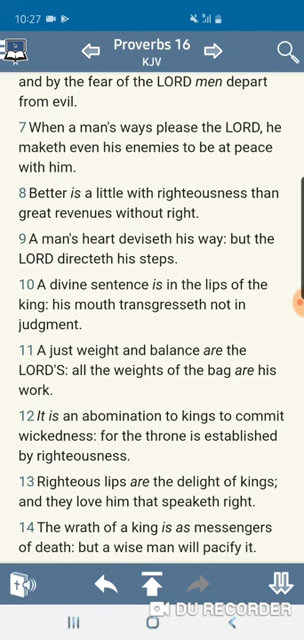 10:27
Proverbs 16
KJV
and by the fear of the LORD men depart
from evil.
7 When a man's ways please the LORD, he
maketh even his enemies to be at peace
with him.
8 Better is a little with righteousness than
great revenues without right.
9 A man's heart deviseth his way: but the
LORD directeth his steps.
10 A divine sentence is in the lips of the
king: his mouth transgresseth not in
judgment.
11 A just weight and balance are the
LORD'S: all the weights of the bag are his
work.
12 It is an abomination to kings to commit
wickedness: for the throne is established
by righteousness.
13 Righteous lips are the delight of kings;
and they love him that speaketh right.
14 The wrath of a king is as messengers
of death: but a wise man will pacify it.
DU RECORDER